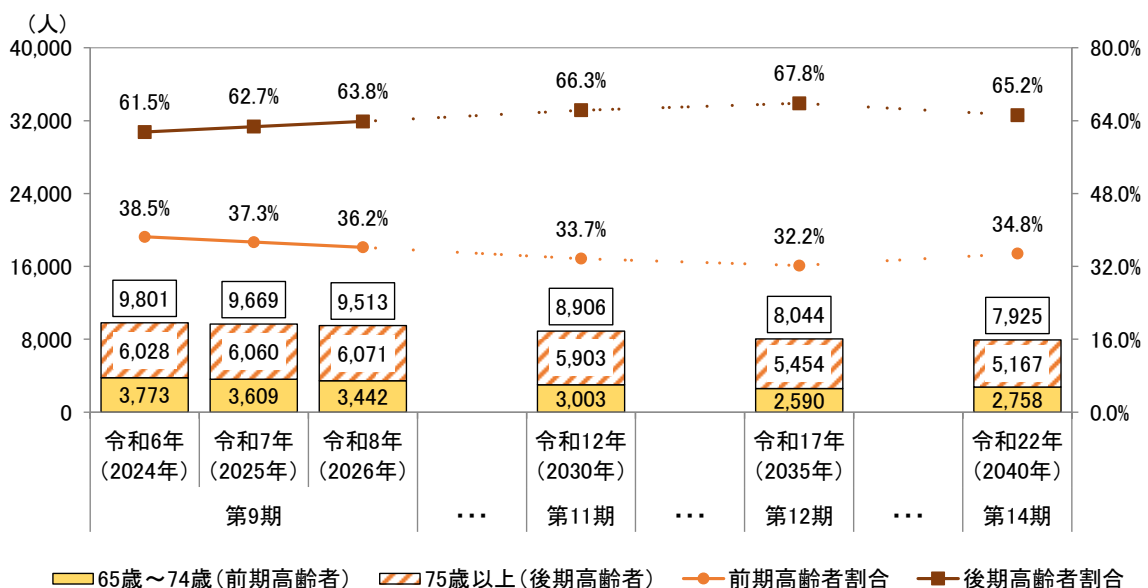 （人）
40,000
32,000
24,000
16,000
8,000
0
80.0%
64.0%
48.0%
32.0%
16.0%
0.0%
61.5% 62.7% 63.8% 66.3% 67.8% 65.2%
38.5% 37.3% 36.2% 33.7% 32.2% 34.8%
9,801 9,669 9,513 8,906 8,044 7,925
6,028 6,060 6,071 5,903 5,454 5,167
3,773 3,609 3,442 3,003 2,590 2,758
令和6年 令和7年 令和8年 令和12年 令和17年 令和22年
（2024年） （2025年） （2026年） （2030年） （2035年） （2040年）
第9期 ・・・ 第11期 ・・・ 第12期 ・・・ 第14期
65歳～74歳（前期高齢者） 75歳以上（後期高齢者） 前期高齢者割合 後期高齢者割合